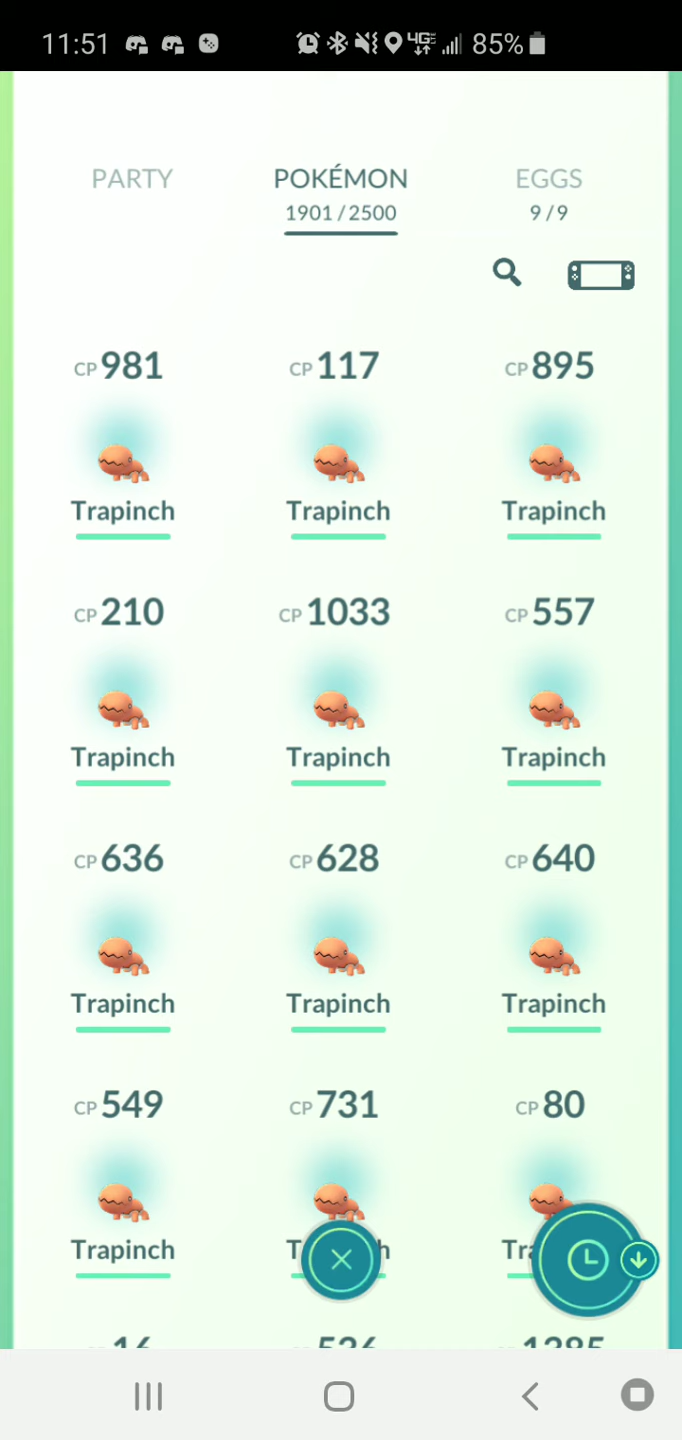 11:51 4G LTE 85%
PARTY POKÉMON EGGS
1901 / 2500 9 / 9
CP 981 CP 117 CP 895
Trapinch Trapinch Trapinch
CP 210 CP 1033 CP 557
Trapinch Trapinch Trapinch
CP 636 CP 628 CP 640
Trapinch Trapinch Trapinch
CP 549 CP 731 CP 80
Trapinch